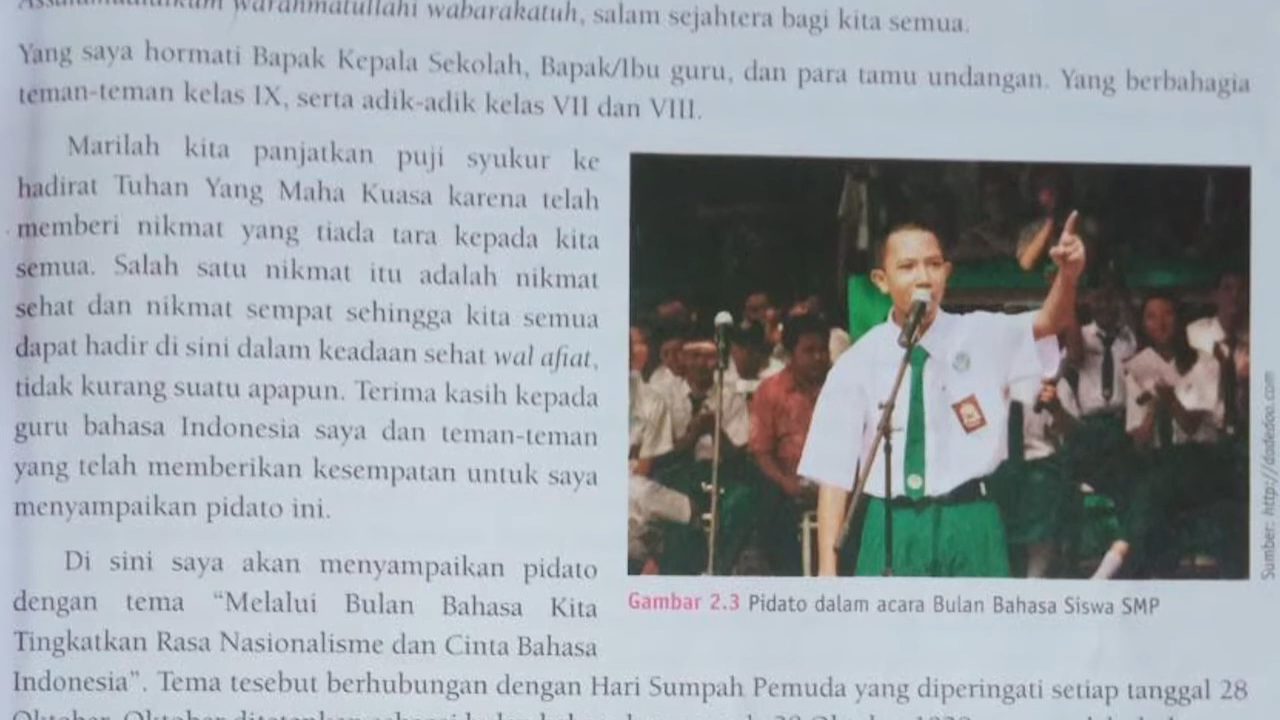 Assalamualaikum warahmatullahi wabarakatuh, salam sejahtera bagi kita semua.
Yang saya hormati Bapak Kepala Sekolah, Bapak/Ibu guru, dan para tamu undangan. Yang berbahagia
teman-teman kelas IX, serta adik-adik kelas VII dan VIII.
Marilah kita panjatkan puji syukur ke
hadirat Tuhan Yang Maha Kuasa karena telah
memberi nikmat yang tiada tara kepada kita
semua. Salah satu nikmat itu adalah nikmat
sehat dan nikmat sempat sehingga kita semua
dapat hadir di sini dalam keadaan sehat wal afiat,
tidak kurang suatu apapun. Terima kasih kepada
guru bahasa Indonesia saya dan teman-teman
yang telah memberikan kesempatan untuk saya
menyampaikan pidato ini.
Di sini saya akan menyampaikan pidato
dengan tema “Melalui Bulan Bahasa Kita
Tingkatkan Rasa Nasionalisme dan Cinta Bahasa
Indonesia”. Tema tesebut berhubungan dengan Hari Sumpah Pemuda yang diperingati setiap tanggal 28
Gambar 2.3 Pidato dalam acara Bulan Bahasa Siswa SMP
Sumber: http://dadedoo.com